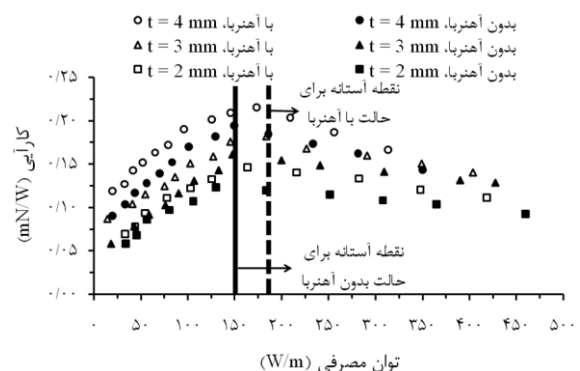 با آهنربا، t = 4 mm
بدون آهنربا، t = 4 mm
با آهنربا، t = 3 mm
بدون آهنربا، t = 3 mm
با آهنربا، t = 2 mm
بدون آهنربا، t = 2 mm
کارآیی (mN/W)
۰/۲۵
۰/۲۰
۰/۱۵
۰/۱۰
۰/۰۵
۰/۰۰
نقطه آستانه برای
حالت با آهنربا
نقطه آستانه برای
حالت بدون آهنربا
۰ ۵۰ ۱۰۰ ۱۵۰ ۲۰۰ ۲۵۰ ۳۰۰ ۳۵۰ ۴۰۰ ۴۵۰ ۵۰۰
توان مصرفی (W/m)